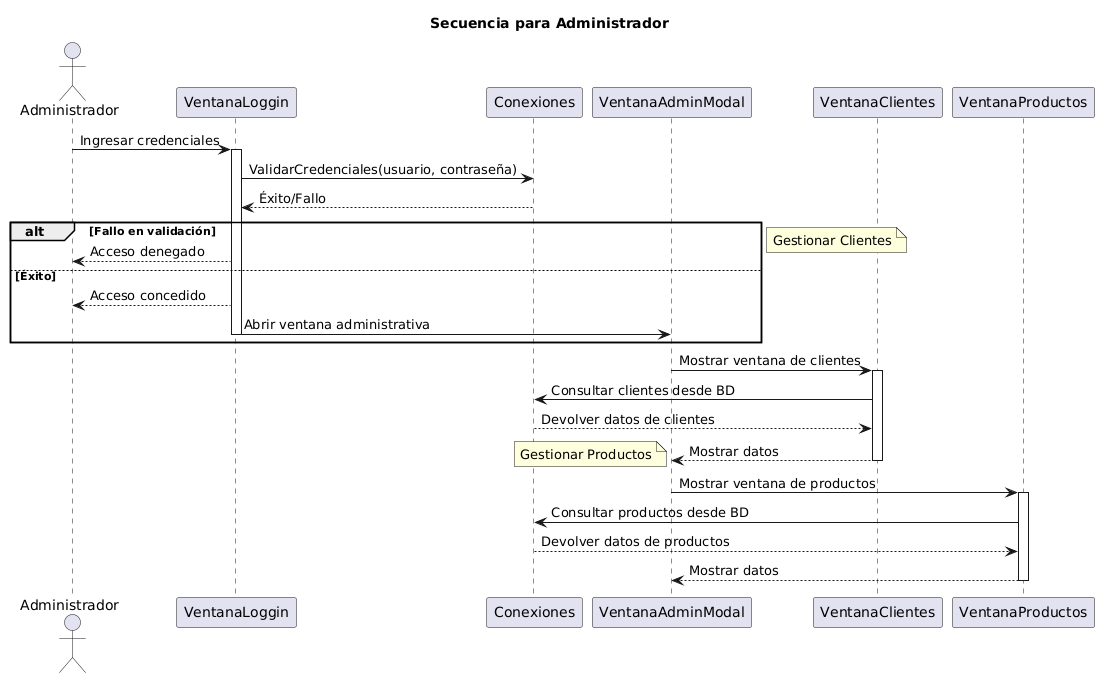 Secuencia para Administrador
Administrador
VentanaLoggin
Conexiones
VentanaAdminModal
VentanaClientes
VentanaProductos
Ingresar credenciales
ValidarCredenciales(usuario, contraseña)
Éxito/Fallo
alt
[Fallo en validación]
Gestionar Clientes
Acceso denegado
[Éxito]
Acceso concedido
Abrir ventana administrativa
Mostrar ventana de clientes
Consultar clientes desde BD
Devolver datos de clientes
Gestionar Productos
Mostrar datos
Mostrar ventana de productos
Consultar productos desde BD
Devolver datos de productos
Mostrar datos
Administrador
VentanaLoggin
Conexiones
VentanaAdminModal
VentanaClientes
VentanaProductos